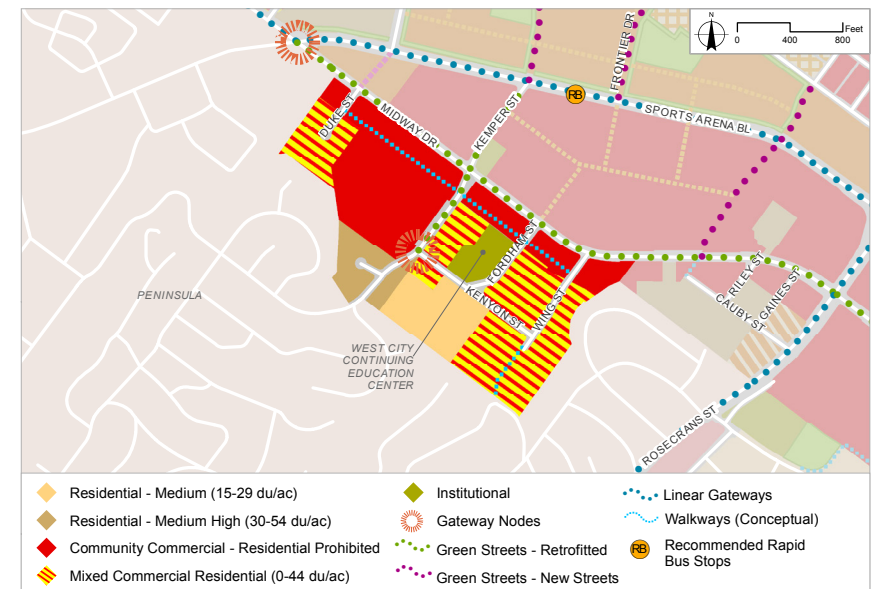 N
0 400 800 Feet
FRONTIER DR
DUKE ST
MIDWAY DR
KEMPER ST
RB
SPORTS ARENA BL
FORDHAM ST
PENINSULA
KENYON ST
WING ST
RILEY ST
CAUBY ST
GAINES ST
WEST CITY
CONTINUING
EDUCATION
CENTER
ROSECRANS ST
Residential - Medium (15-29 du/ac)
Residential - Medium High (30-54 du/ac)
Community Commercial - Residential Prohibited
Mixed Commercial Residential (0-44 du/ac)
Institutional
Gateway Nodes
Green Streets - Retrofitted
Green Streets - New Streets
Linear Gateways
Walkways (Conceptual)
RB Recommended Rapid
Bus Stops